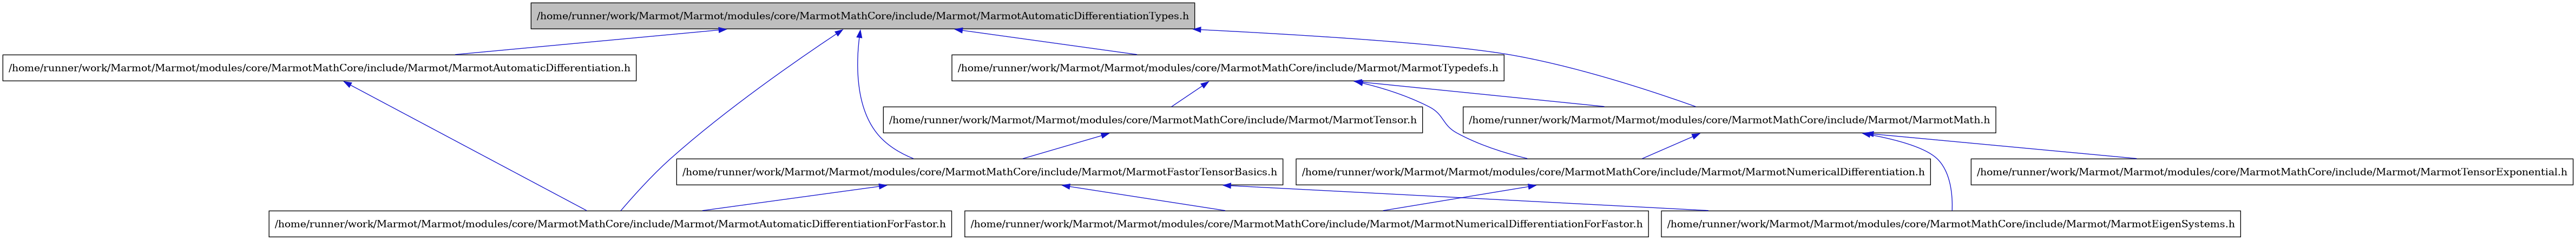 /home/runner/work/Marmot/Marmot/modules/core/MarmotMathCore/include/Marmot/MarmotAutomaticDifferentiationTypes.h
/home/runner/work/Marmot/Marmot/modules/core/MarmotMathCore/include/Marmot/MarmotAutomaticDifferentiation.h
/home/runner/work/Marmot/Marmot/modules/core/MarmotMathCore/include/Marmot/MarmotTypedefs.h
/home/runner/work/Marmot/Marmot/modules/core/MarmotMathCore/include/Marmot/MarmotTensor.h
/home/runner/work/Marmot/Marmot/modules/core/MarmotMathCore/include/Marmot/MarmotMath.h
/home/runner/work/Marmot/Marmot/modules/core/MarmotMathCore/include/Marmot/MarmotFastorTensorBasics.h
/home/runner/work/Marmot/Marmot/modules/core/MarmotMathCore/include/Marmot/MarmotNumericalDifferentiation.h
/home/runner/work/Marmot/Marmot/modules/core/MarmotMathCore/include/Marmot/MarmotTensorExponential.h
/home/runner/work/Marmot/Marmot/modules/core/MarmotMathCore/include/Marmot/MarmotAutomaticDifferentiationForFastor.h
/home/runner/work/Marmot/Marmot/modules/core/MarmotMathCore/include/Marmot/MarmotNumericalDifferentiationForFastor.h
/home/runner/work/Marmot/Marmot/modules/core/MarmotMathCore/include/Marmot/MarmotEigenSystems.h